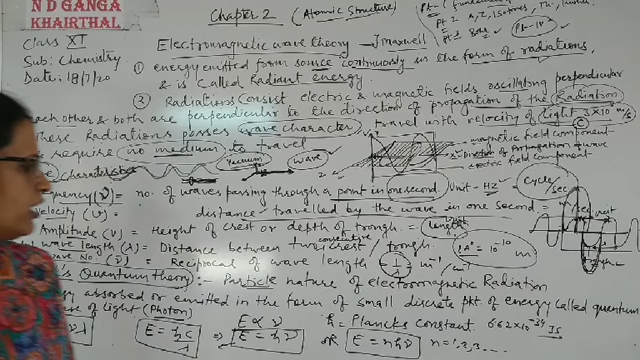 N D GANGA
KHAIRTHAL
Chapter 2 (Atomic Structure)
Class XI
Sub: Chemistry
Date: 18/7/20
Electromagnetic wave theory - J Maxwell
① energy emitted form source continuously in the form of radiations,
& is called Radiant energy.
② Radiations consist electric & magnetic fields oscillating perpendicular
each other & both are perpendicular to the direction of propagation of the Radiation
These Radiations posses wave character, travel with velocity of light 3×10⁸ m/s
require no medium to travel
magnetic field component
of Propagation of wave
electric field component
Vacuum
wave
frequency (ν) = no. of waves passing through a point in one second Unit - HZ Cycle/sec
velocity (v) = distance travelled by the wave in one second =
Amplitude (v) = Height of crest or depth of trough. = length
wave length (λ) = Distance between two consecutive crest / trough. 1A° = 10⁻¹⁰ m
wave No. (ν̄) = Reciprocal of wave length 1/λ m⁻¹/cm⁻¹
Quantum theory :- Particle nature of electromagnetic Radiation
absorbed or emitted in the form of small discrete pkt of energy called quantum
of light (Photon)
E ∝ ν
h = Plancks Constant 6.62×10⁻³⁴ JS
E = hc/λ ⇒ E = hν OR E = nhν n=1,2,3...